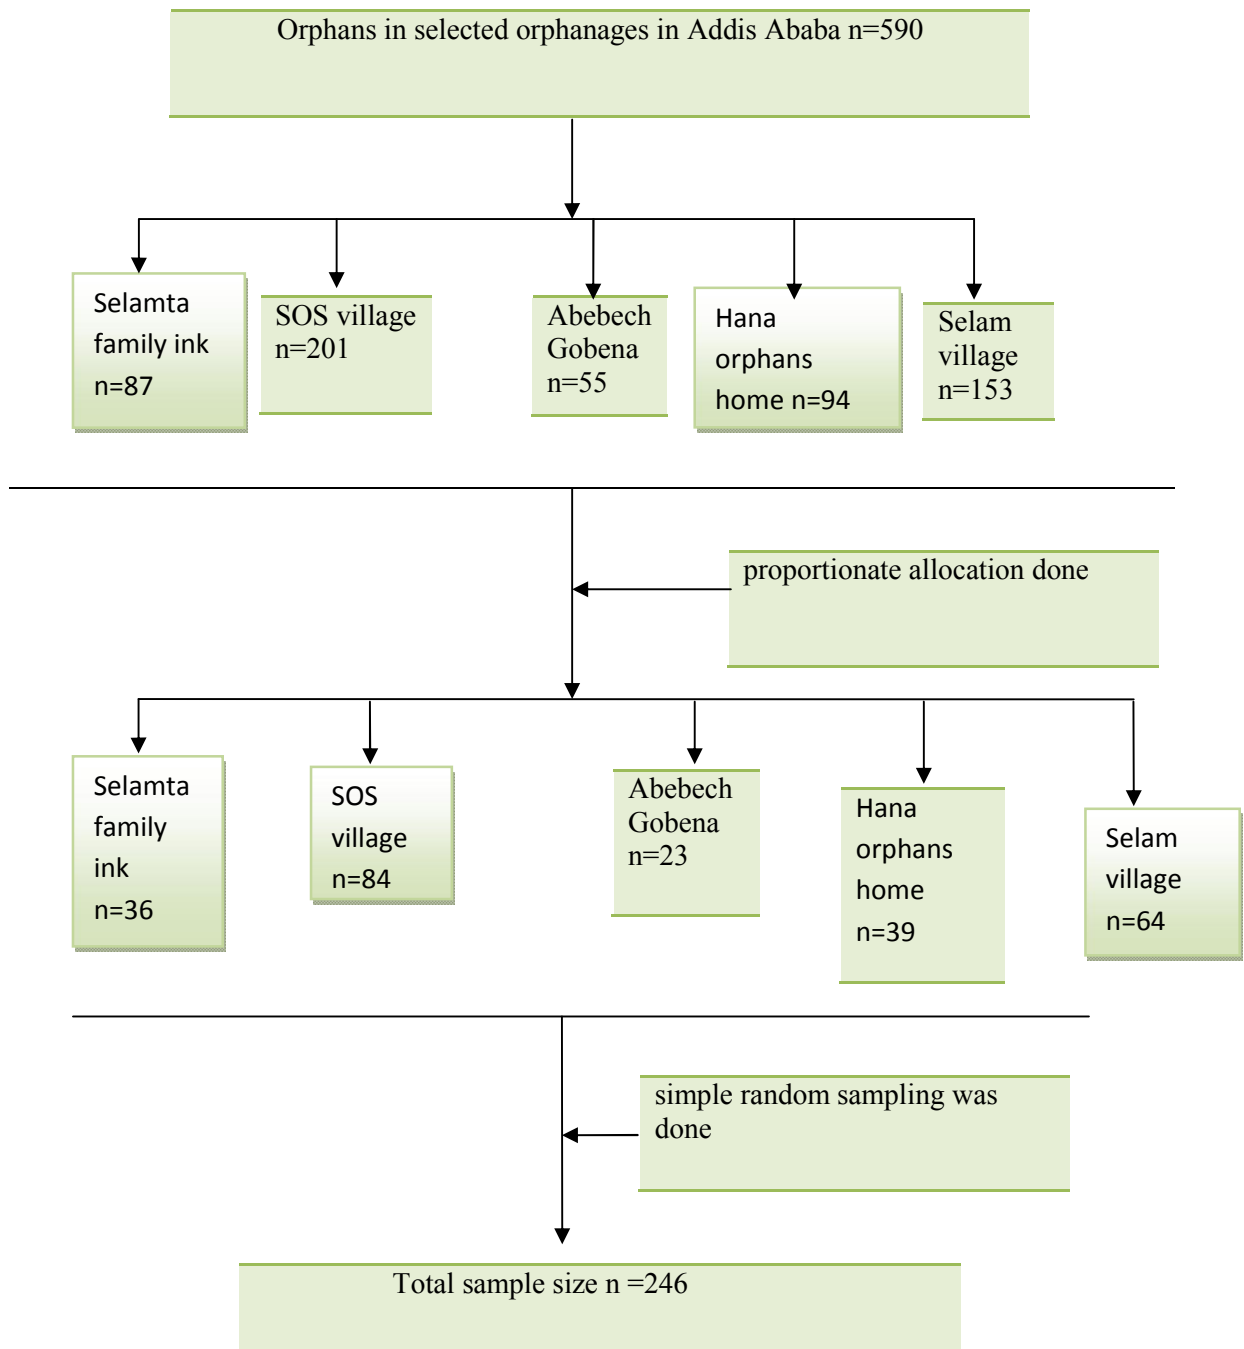 Orphans in selected orphanages in Addis Ababa n=590
Selamta
family ink
n=87
SOS village
n=201
Abebech
Gobena
n=55
Hana
orphans
home n=94
Selam
village
n=153
proportionate allocation done
Selamta
family
ink
n=36
SOS
village
n=84
Abebech
Gobena
n=23
Hana
orphans
home
n=39
Selam
village
n=64
simple random sampling was
done
Total sample size n =246